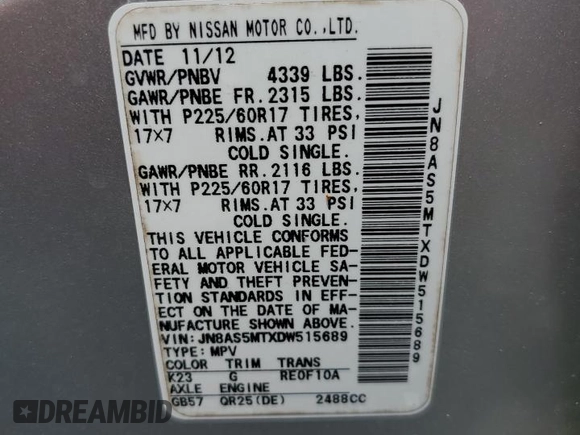 MFD BY NISSAN MOTOR CO.,LTD.
DATE 11/12
GVWR/PNBV 4339 LBS.
GAWR/PNBE FR.2315 LBS.
WITH P225/60R17 TIRES,
17×7 RIMS.AT 33 PSI
COLD SINGLE.
GAWR/PNBE RR.2116 LBS.
WITH P225/60R17 TIRES,
17×7 RIMS.AT 33 PSI
COLD SINGLE.
THIS VEHICLE CONFORMS
TO ALL APPLICABLE FED-
ERAL MOTOR VEHICLE SA-
FETY AND THEFT PREVEN-
TION STANDARDS IN EFF-
ECT ON THE DATE OF MA-
NUFACTURE SHOWN ABOVE.
VIN:JN8AS5MTXDW515689
TYPE:MPV
COLOR TRIM TRANS
K23 G RE0F10A
AXLE ENGINE
GB57 QR25(DE) 2488CC
JN8AS5MTXDW515689
DREAMBID